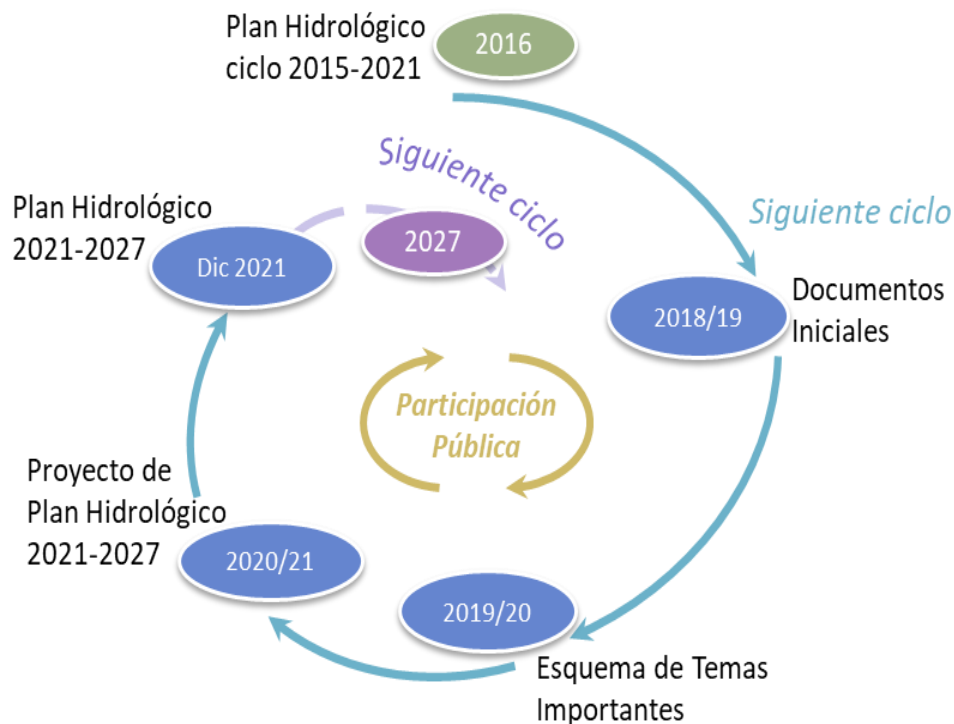 Plan Hidrológico
ciclo 2015-2021
2016
Siguiente ciclo
2018/19
Documentos
Iniciales
2019/20
Esquema de Temas
Importantes
Proyecto de
Plan Hidrológico
2021-2027
2020/21
Plan Hidrológico
2021-2027
Dic 2021
Siguiente ciclo
2027
Participación
Pública